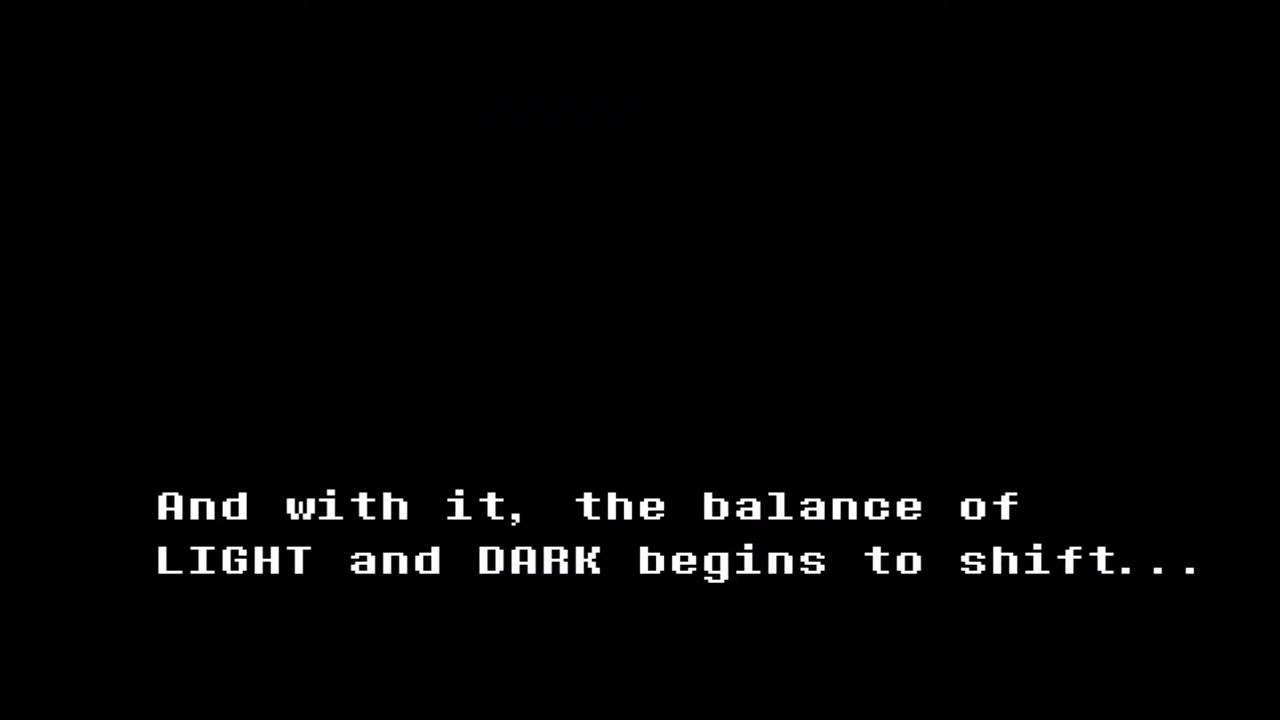 And with it, the balance of
LIGHT and DARK begins to shift...